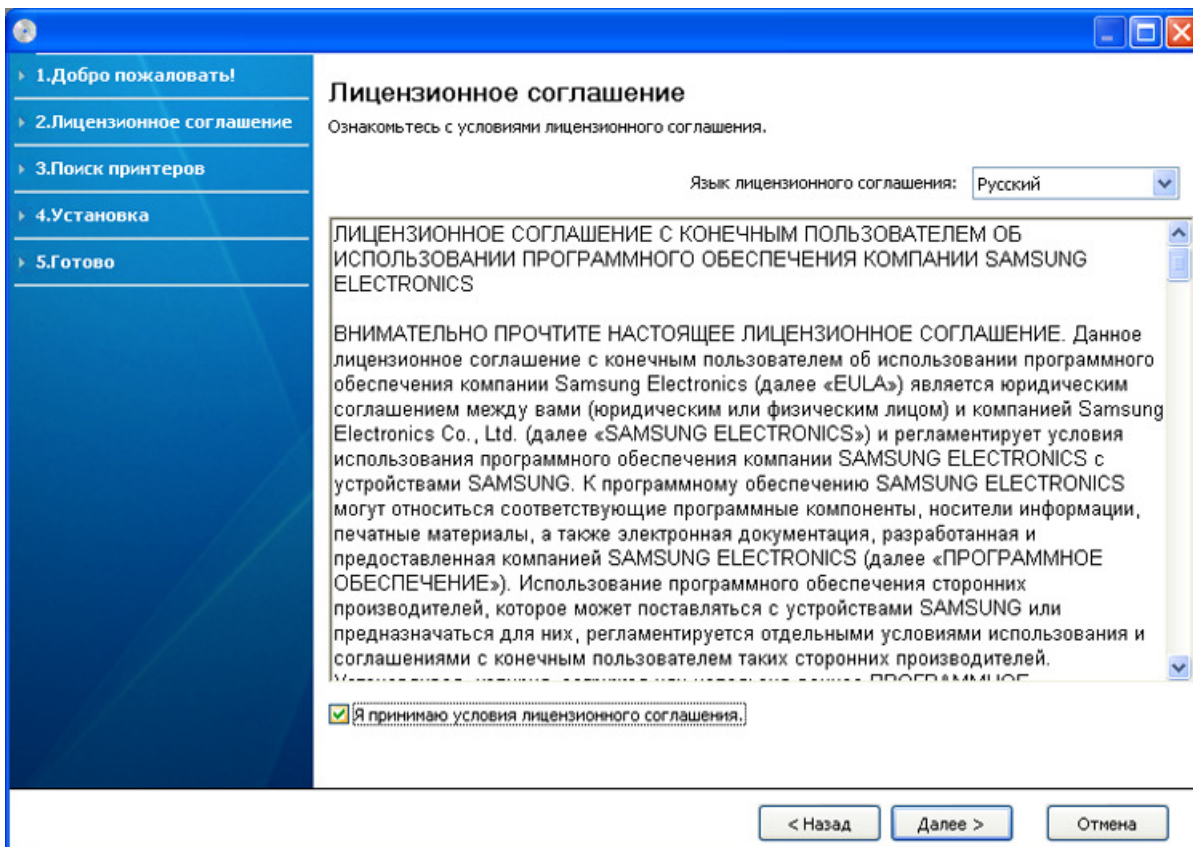 1.Добро пожаловать!
2.Лицензионное соглашение
3.Поиск принтеров
4.Установка
5.Готово
Лицензионное соглашение
Ознакомьтесь с условиями лицензионного соглашения.
Язык лицензионного соглашения: Русский
ЛИЦЕНЗИОННОЕ СОГЛАШЕНИЕ С КОНЕЧНЫМ ПОЛЬЗОВАТЕЛЕМ ОБ
ИСПОЛЬЗОВАНИИ ПРОГРАММНОГО ОБЕСПЕЧЕНИЯ КОМПАНИИ SAMSUNG
ELECTRONICS
ВНИМАТЕЛЬНО ПРОЧТИТЕ НАСТОЯЩЕЕ ЛИЦЕНЗИОННОЕ СОГЛАШЕНИЕ. Данное
лицензионное соглашение с конечным пользователем об использовании программного
обеспечения компании Samsung Electronics (далее «EULA») является юридическим
соглашением между вами (юридическим или физическим лицом) и компанией Samsung
Electronics Co., Ltd. (далее «SAMSUNG ELECTRONICS») и регламентирует условия
использования программного обеспечения компании SAMSUNG ELECTRONICS с
устройствами SAMSUNG. К программному обеспечению SAMSUNG ELECTRONICS
могут относиться соответствующие программные компоненты, носители информации,
печатные материалы, а также электронная документация, разработанная и
предоставленная компанией SAMSUNG ELECTRONICS (далее «ПРОГРАММНОЕ
ОБЕСПЕЧЕНИЕ»). Использование программного обеспечения сторонних
производителей, которое может поставляться с устройствами SAMSUNG или
предназначаться для них, регламентируется отдельными условиями использования и
соглашениями с конечным пользователем таких сторонних производителей.
Я принимаю условия лицензионного соглашения.
< Назад
Далее >
Отмена